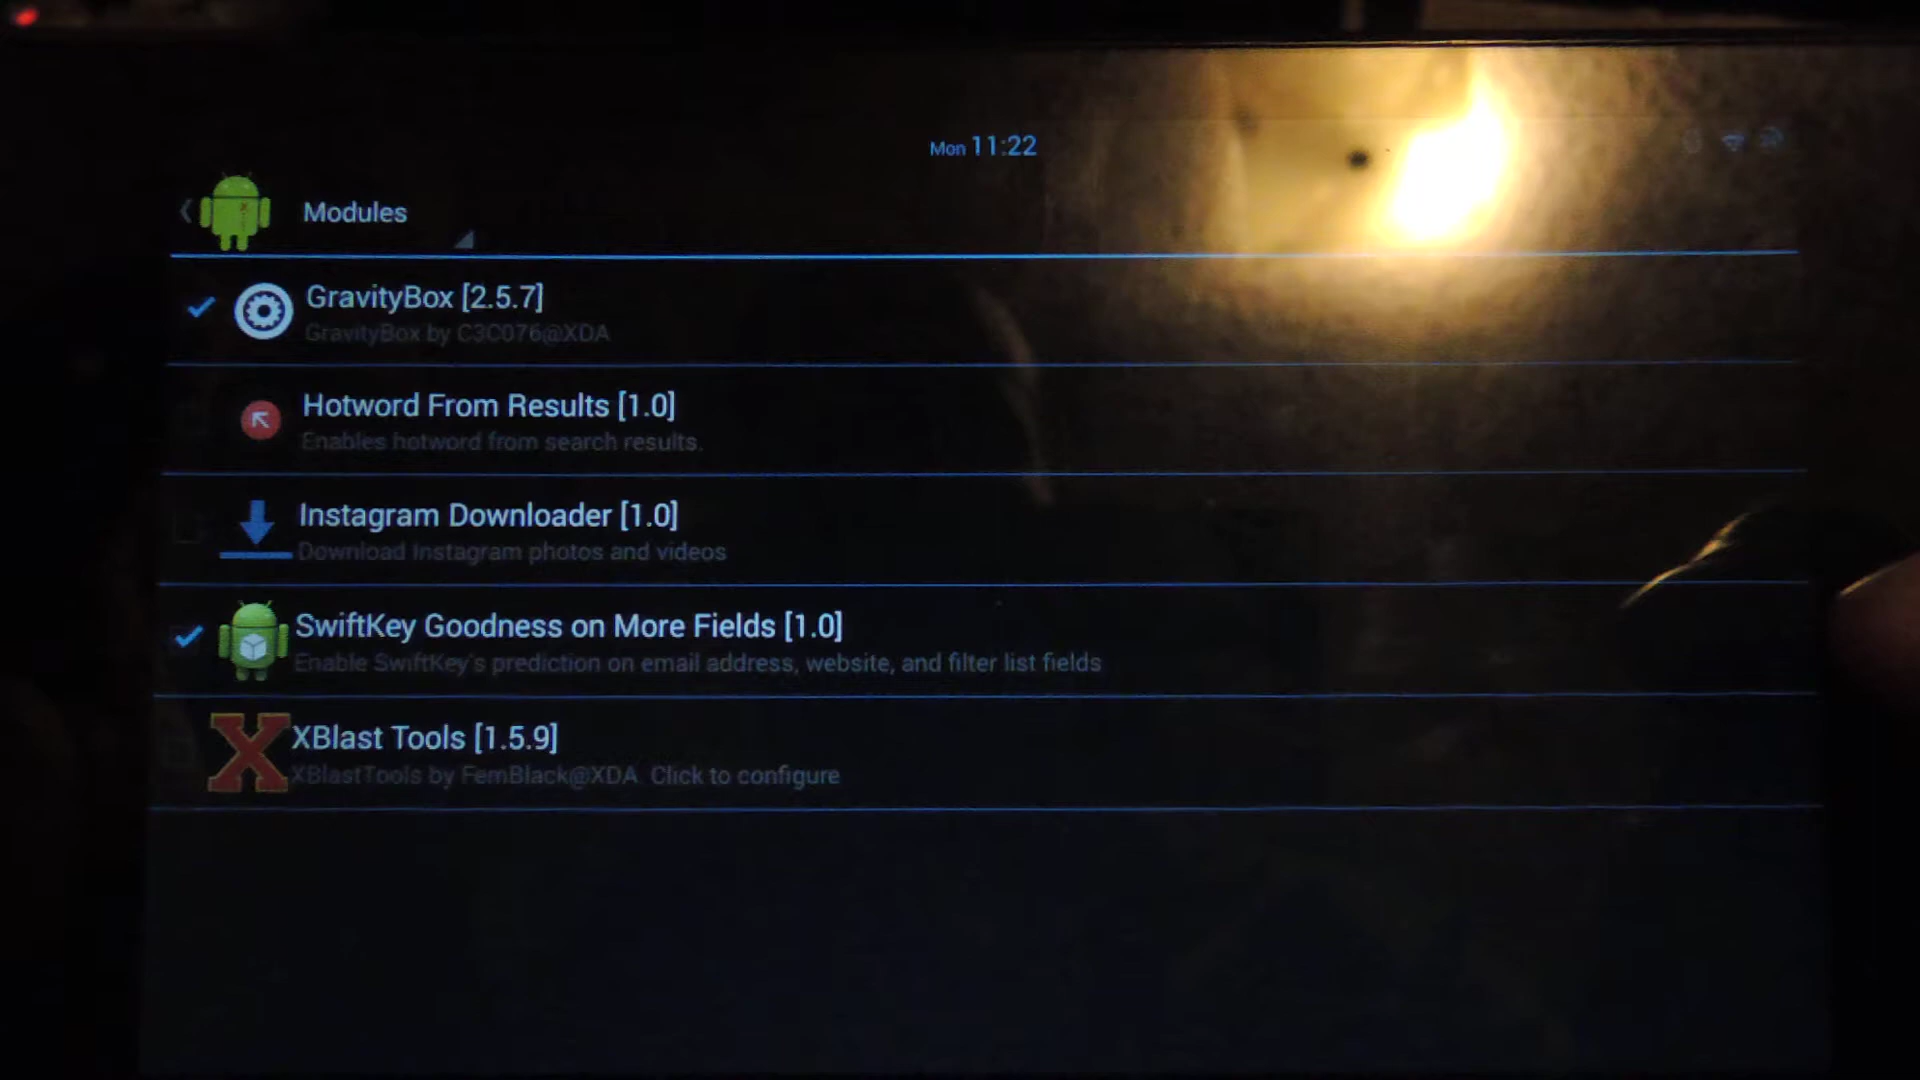 Mon 11:22
Modules
GravityBox [2.5.7]
GravityBox by C3C076@XDA
Hotword From Results [1.0]
Enables hotword from search results.
Instagram Downloader [1.0]
Download Instagram photos and videos
SwiftKey Goodness on More Fields [1.0]
Enable SwiftKey's prediction on email address, website, and filter list fields
XBlast Tools [1.5.9]
XBlastTools by FemBlack@XDA Click to configure